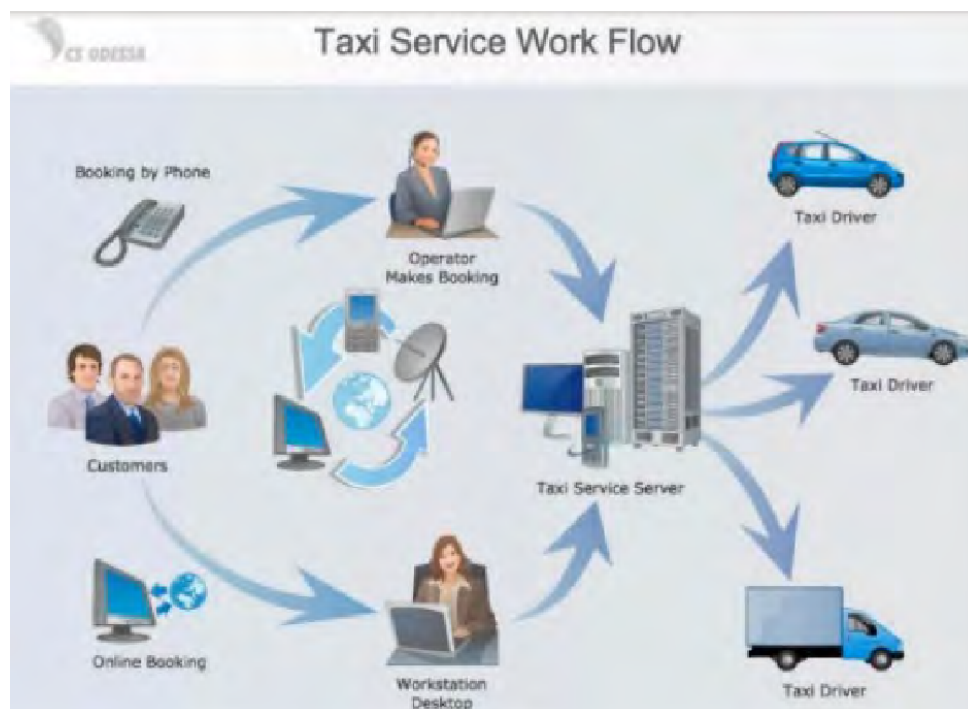 CS ODESSA
Taxi Service Work Flow
Booking by Phone
Operator
Makes Booking
Taxi Driver
Taxi Driver
Customers
Taxi Service Server
Online Booking
Workstation
Desktop
Taxi Driver